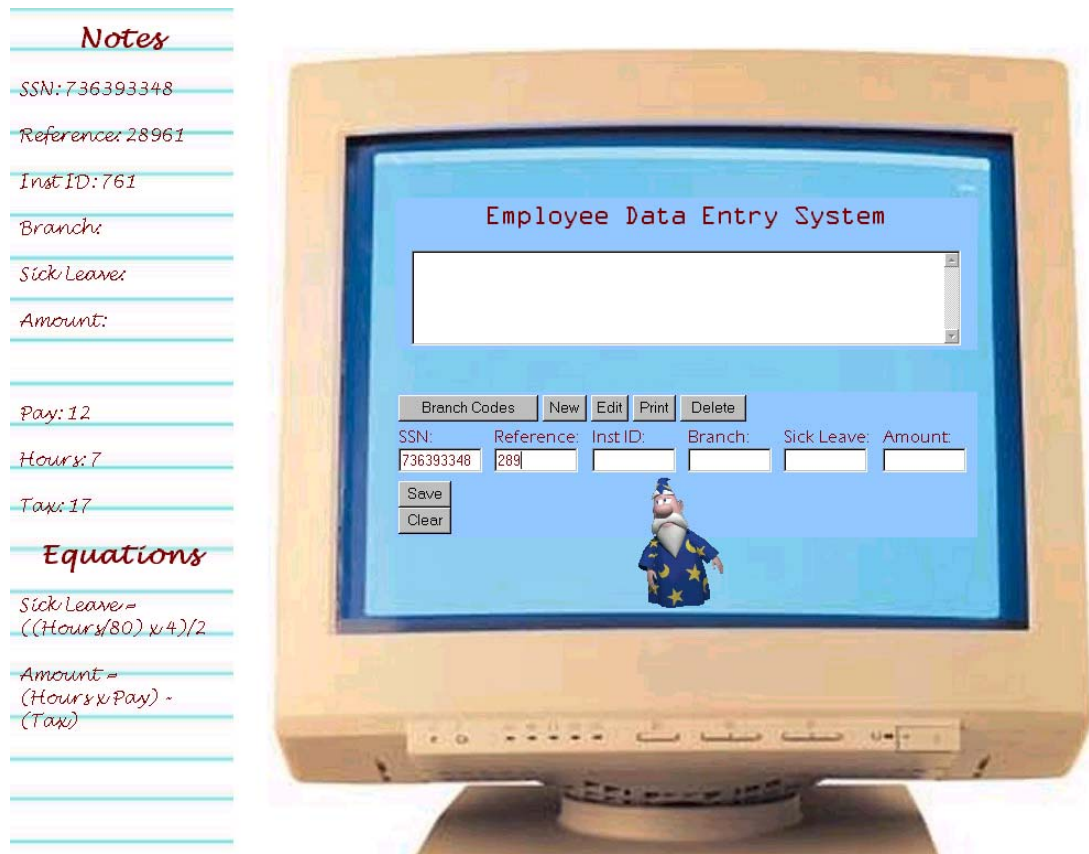 Notes
SSN: 736393348
Reference: 28961
Inst ID: 761
Branch:
Sick Leave:
Amount:
Pay: 12
Hours: 7
Tax: 17
Equations
Sick Leave =
((Hours/80) x 4)/2
Amount =
(Hours x Pay) -
(Tax)
Employee Data Entry System
Branch Codes New Edit Print Delete
SSN: Reference: Inst ID: Branch: Sick Leave: Amount:
736393348 289
Save
Clear